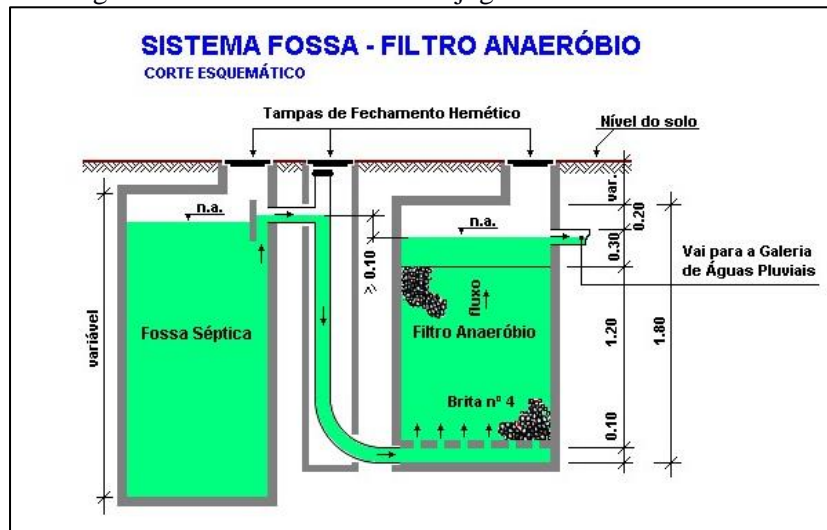 SISTEMA FOSSA - FILTRO ANAERÓBIO
CORTE ESQUEMÁTICO
Tampas de Fechamento Hemético
Nível do solo
n.a.
n.a.
var.
0.20
0.30
≥ 0.10
Vai para a Galeria
de Águas Pluviais
variável
Fossa Séptica
fluxo
Filtro Anaeróbio
1.20
1.80
Brita nº 4
0.10